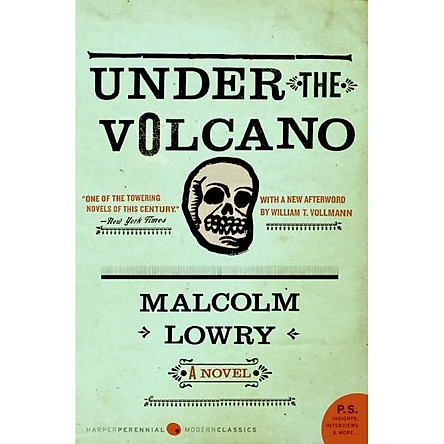 UNDER THE
VOLCANO
"ONE OF THE TOWERING
NOVELS OF THIS CENTURY."
—New York Times
WITH A NEW AFTERWORD
BY WILLIAM T. VOLLMANN
MALCOLM
LOWRY
A NOVEL
P.S.
INSIGHTS,
INTERVIEWS
& MORE...
HARPERPERENNIAL MODERNCLASSICS